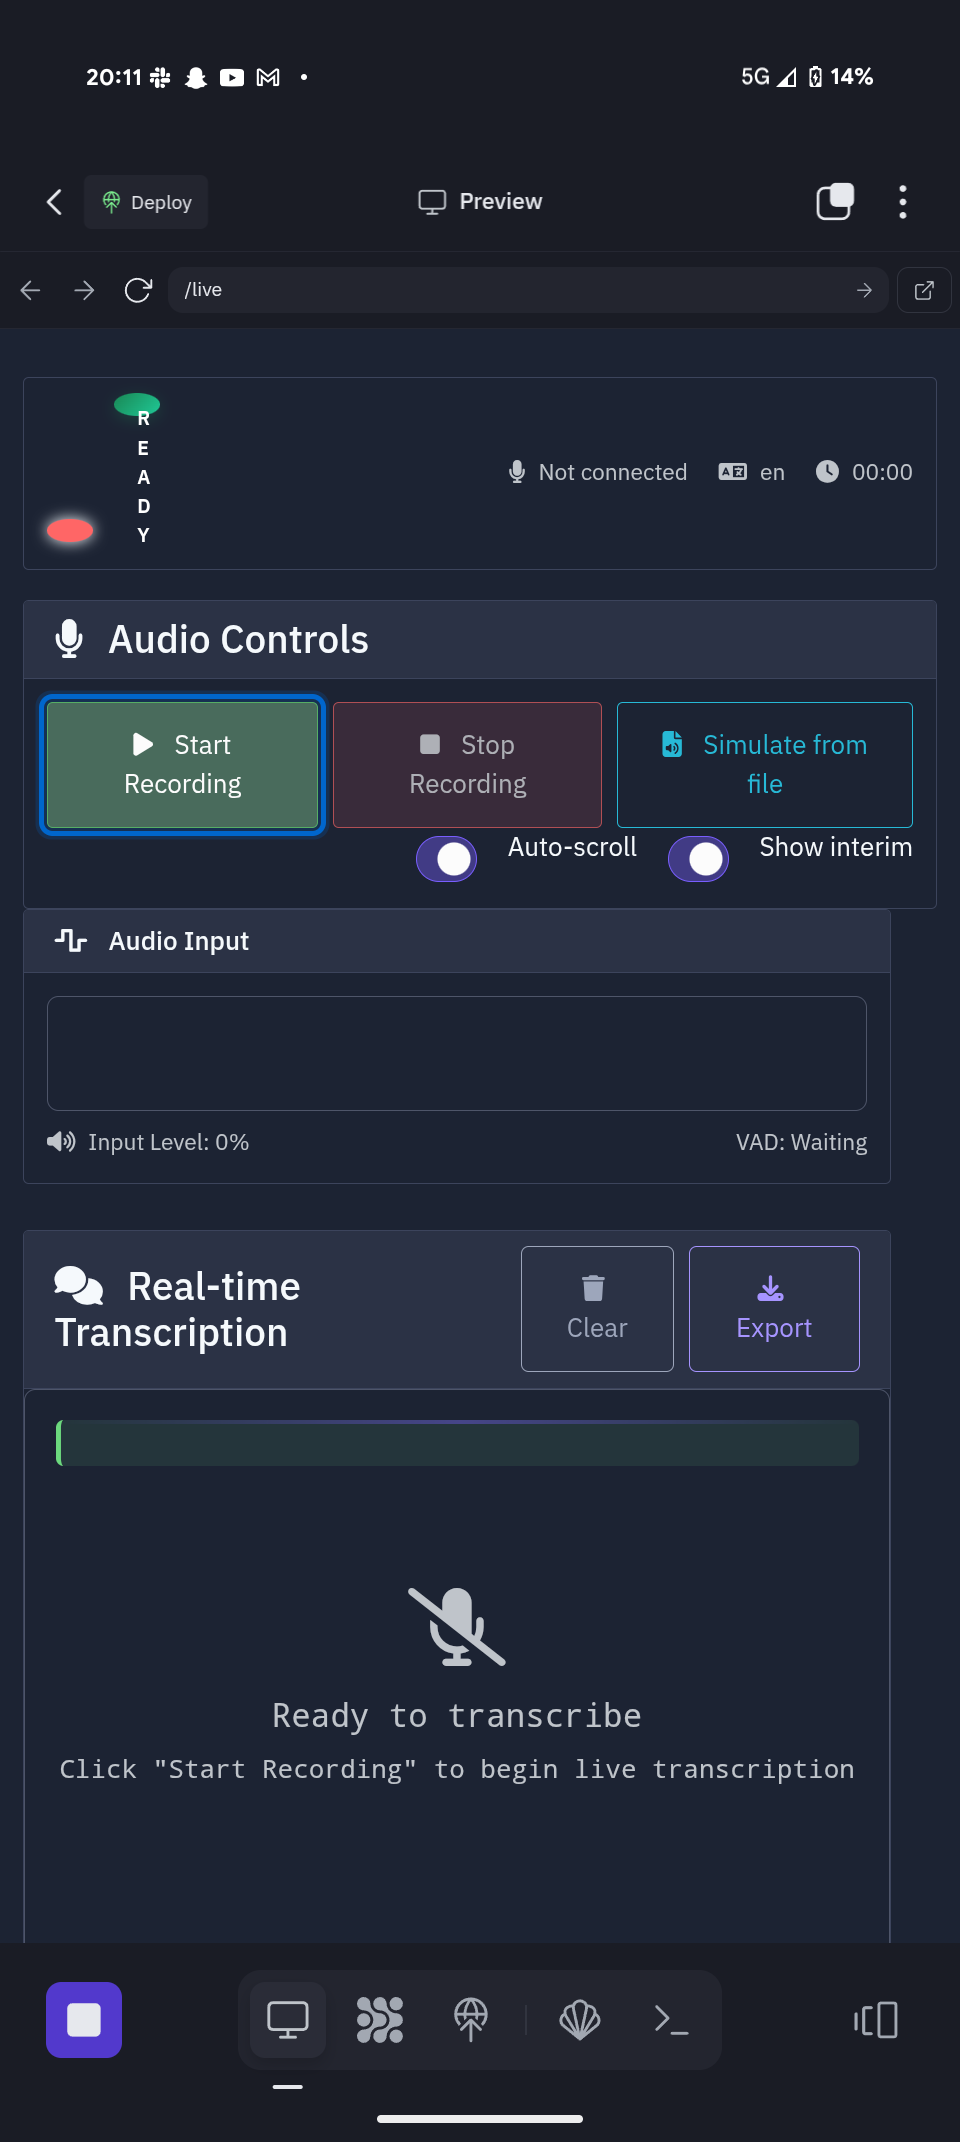 20:11
5G 14%
Deploy
Preview
/live
R
E
A
D
Y
Not connected
en
00:00
Audio Controls
Start
Recording
Stop
Recording
Simulate from
file
Auto-scroll
Show interim
Audio Input
Input Level: 0%
VAD: Waiting
Real-time
Transcription
Clear
Export
Ready to transcribe
Click "Start Recording" to begin live transcription